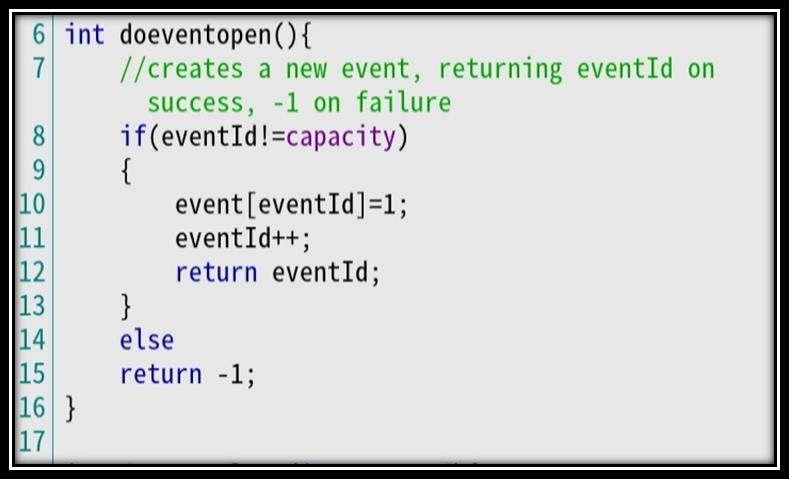 6 int doeventopen(){
7 //creates a new event, returning eventId on
success, -1 on failure
8 if(eventId!=capacity)
9 {
10 event[eventId]=1;
11 eventId++;
12 return eventId;
13 }
14 else
15 return -1;
16 }
17